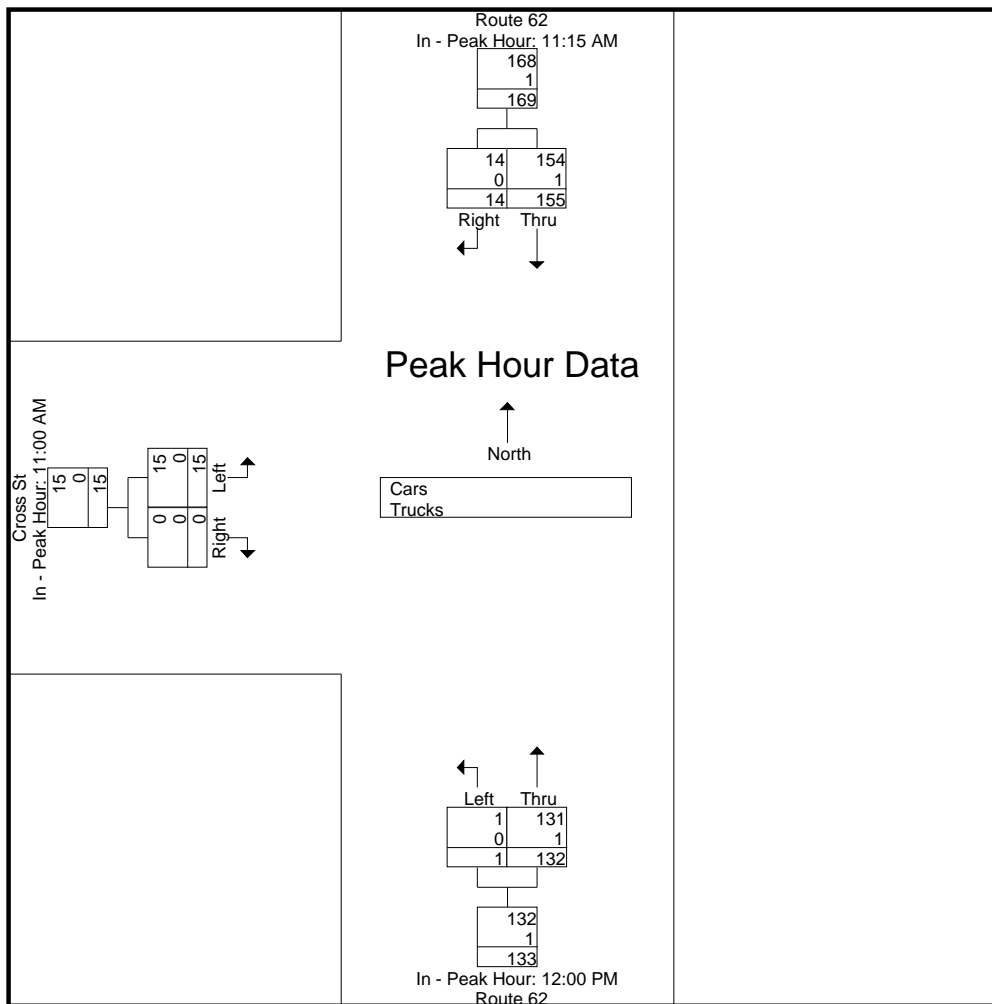 Route 62
In - Peak Hour: 11:15 AM
168
1
169
14 154
0 1
14 155
Right Thru
Peak Hour Data
North
Cars
Trucks
Cross St
In - Peak Hour: 11:00 AM
15
0
15
15
0
15
Left
0
0
0
Right
Left Thru
1 131
0 1
1 132
132
1
133
In - Peak Hour: 12:00 PM
Route 62